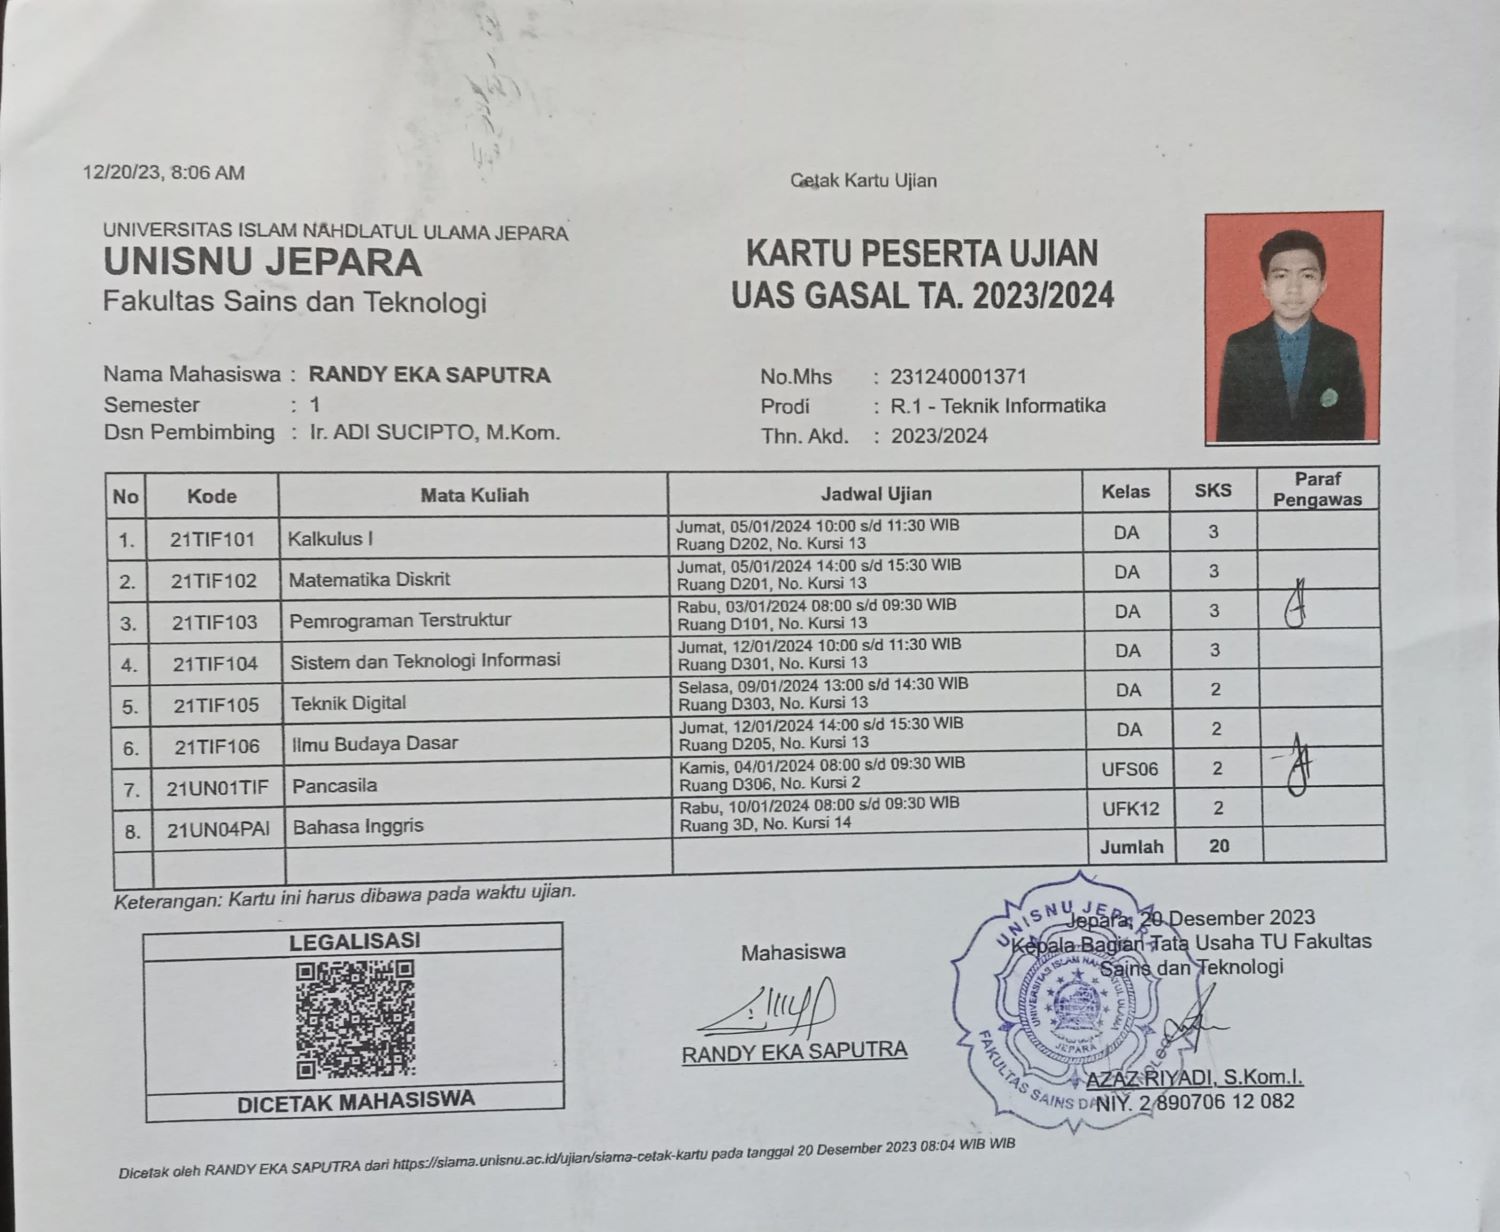 12/20/23, 8:06 AM
Cetak Kartu Ujian
UNIVERSITAS ISLAM NAHDLATUL ULAMA JEPARA
UNISNU JEPARA
Fakultas Sains dan Teknologi
KARTU PESERTA UJIAN
UAS GASAL TA. 2023/2024
Nama Mahasiswa : RANDY EKA SAPUTRA
Semester : 1
Dsn Pembimbing : Ir. ADI SUCIPTO, M.Kom.
No.Mhs : 231240001371
Prodi : R.1 - Teknik Informatika
Thn. Akd. : 2023/2024
No Kode Mata Kuliah Jadwal Ujian Kelas SKS Paraf Pengawas
1. 21TIF101 Kalkulus I Jumat, 05/01/2024 10:00 s/d 11:30 WIB DA 3
Ruang D202, No. Kursi 13
2. 21TIF102 Matematika Diskrit Jumat, 05/01/2024 14:00 s/d 15:30 WIB DA 3
Ruang D201, No. Kursi 13
3. 21TIF103 Pemrograman Terstruktur Rabu, 03/01/2024 08:00 s/d 09:30 WIB DA 3
Ruang D101, No. Kursi 13
4. 21TIF104 Sistem dan Teknologi Informasi Jumat, 12/01/2024 10:00 s/d 11:30 WIB DA 3
Ruang D301, No. Kursi 13
5. 21TIF105 Teknik Digital Selasa, 09/01/2024 13:00 s/d 14:30 WIB DA 2
Ruang D303, No. Kursi 13
6. 21TIF106 Ilmu Budaya Dasar Jumat, 12/01/2024 14:00 s/d 15:30 WIB DA 2
Ruang D205, No. Kursi 13
7. 21UN01TIF Pancasila Kamis, 04/01/2024 08:00 s/d 09:30 WIB UFS06 2
Ruang D306, No. Kursi 2
8. 21UN04PAI Bahasa Inggris Rabu, 10/01/2024 08:00 s/d 09:30 WIB UFK12 2
Ruang 3D, No. Kursi 14
Jumlah 20
Keterangan: Kartu ini harus dibawa pada waktu ujian.
LEGALISASI
DICETAK MAHASISWA
Mahasiswa
RANDY EKA SAPUTRA
Jepara, 20 Desember 2023
Kepala Bagian Tata Usaha TU Fakultas
Sains dan Teknologi
AZAZ RIYADI, S.Kom.I.
NIY. 2 890706 12 082
UNISNU JEPARA
UNIVERSITAS ISLAM NAHDLATUL ULAMA
JEPARA
FAKULTAS SAINS DAN TEKNOLOGI
Dicetak oleh RANDY EKA SAPUTRA dari https://siama.unisnu.ac.id/ujian/siama-cetak-kartu pada tanggal 20 Desember 2023 08:04 WIB WIB